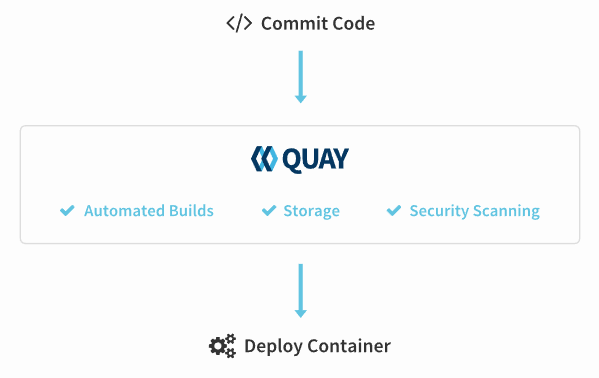 </> Commit Code
QUAY
Automated Builds Storage Security Scanning
Deploy Container